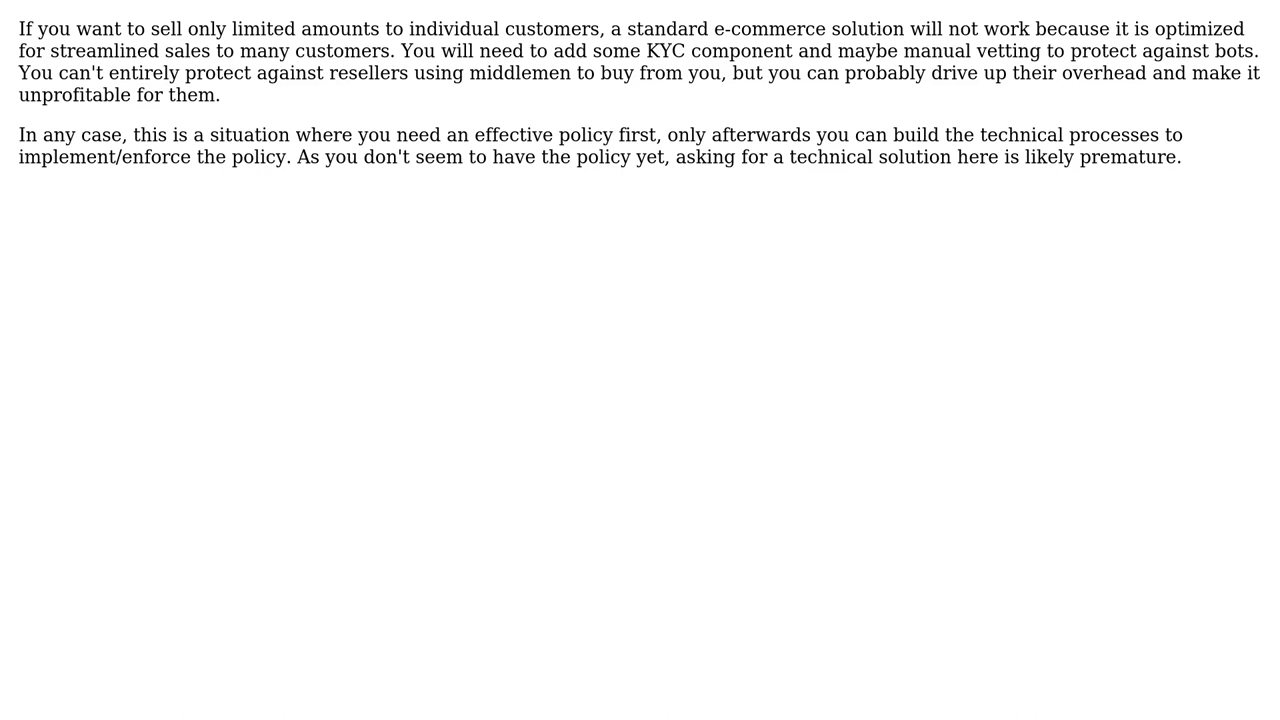 If you want to sell only limited amounts to individual customers, a standard e-commerce solution will not work because it is optimized
for streamlined sales to many customers. You will need to add some KYC component and maybe manual vetting to protect against bots.
You can't entirely protect against resellers using middlemen to buy from you, but you can probably drive up their overhead and make it
unprofitable for them.
In any case, this is a situation where you need an effective policy first, only afterwards you can build the technical processes to
implement/enforce the policy. As you don't seem to have the policy yet, asking for a technical solution here is likely premature.